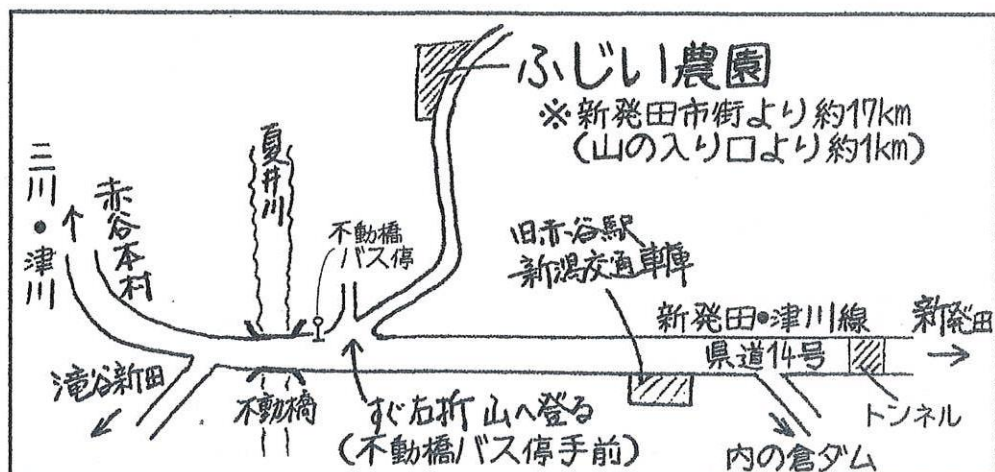 ふじい農園
※新発田市街より約17km
(山の入り口より約1km)
三川・津川
赤谷本村
夏井川
不動橋
バス停
旧赤谷駅
新潟交通車庫
新発田・津川線
県道14号
新発田
滝谷新田
不動橋
すぐ右折 山へ登る
(不動橋バス停手前)
内の倉ダム
トンネル